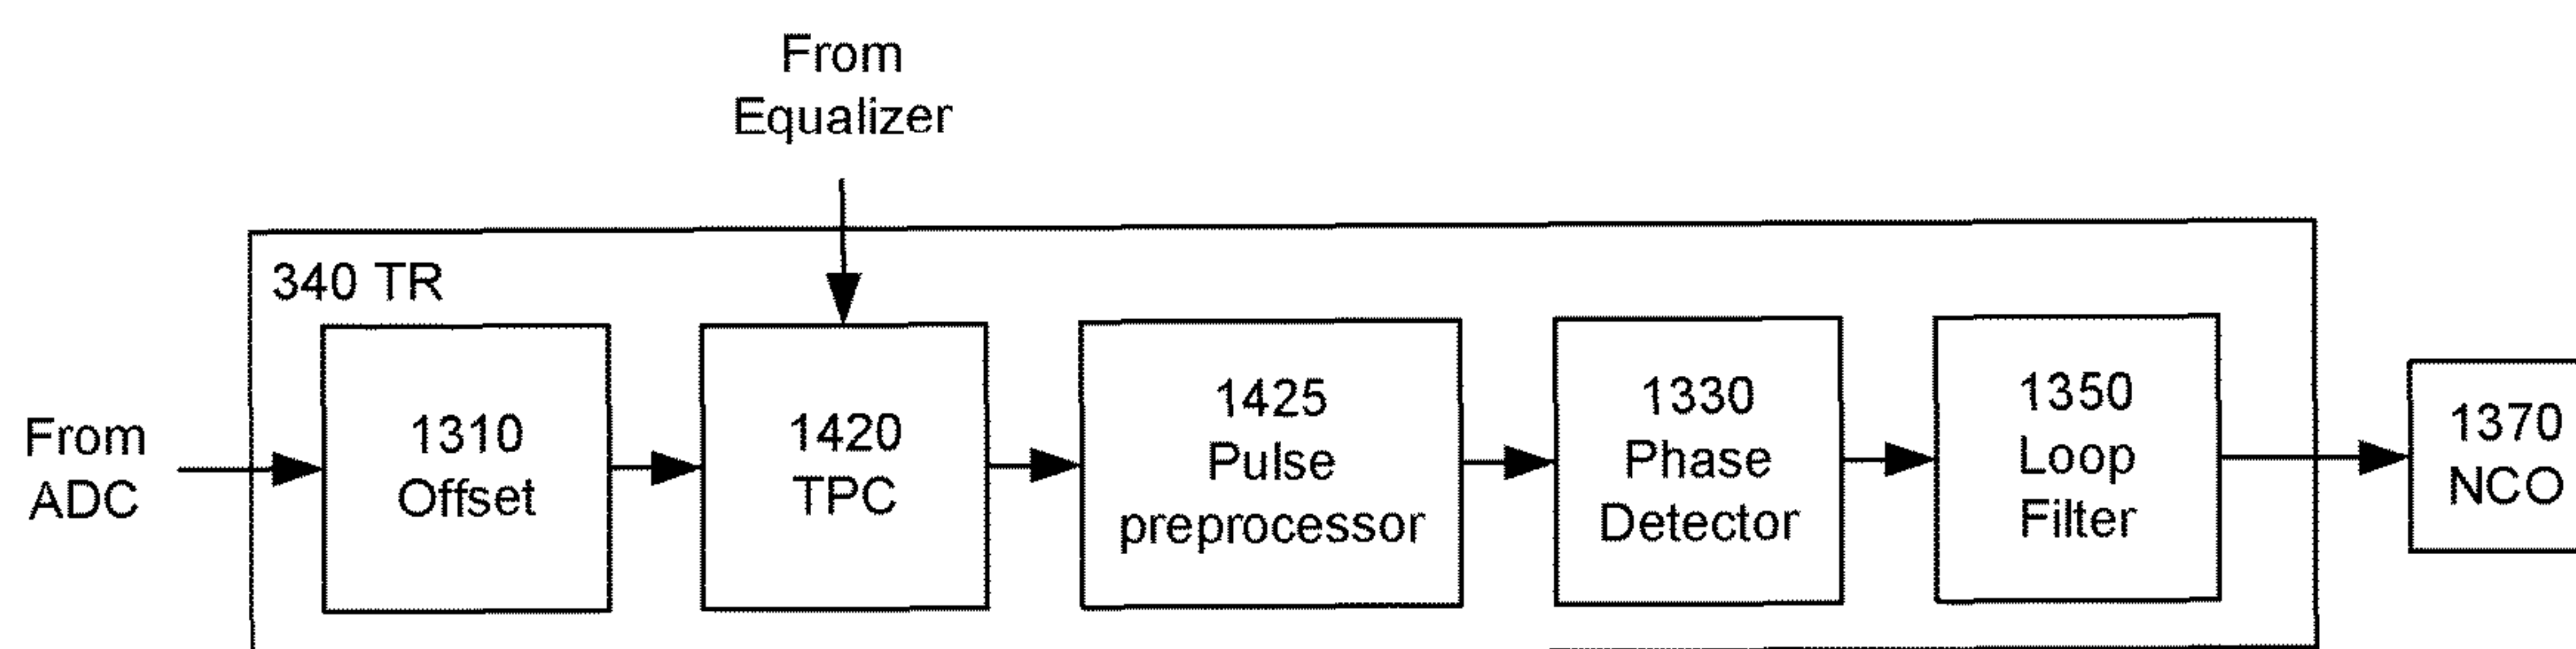 From
Equalizer
340 TR
From
ADC
1310
Offset
1420
TPC
1425
Pulse
preprocessor
1330
Phase
Detector
1350
Loop
Filter
1370
NCO